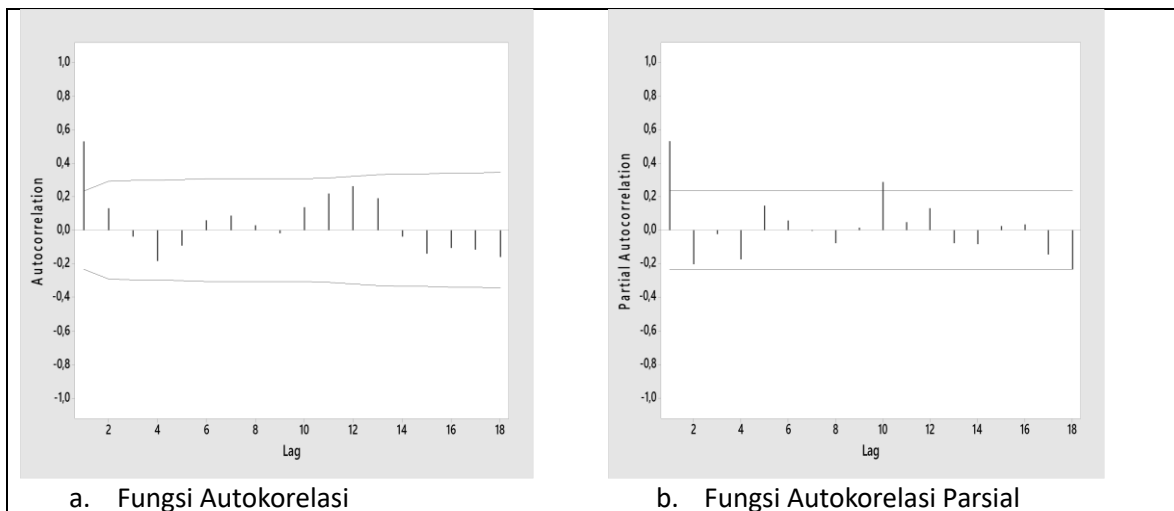 1,0
0,8
0,6
0,4
0,2
0,0
-0,2
-0,4
-0,6
-0,8
-1,0
Autocorrelation
2 4 6 8 10 12 14 16 18
Lag
a. Fungsi Autokorelasi
1,0
0,8
0,6
0,4
0,2
0,0
-0,2
-0,4
-0,6
-0,8
-1,0
Partial Autocorrelation
2 4 6 8 10 12 14 16 18
Lag
b. Fungsi Autokorelasi Parsial